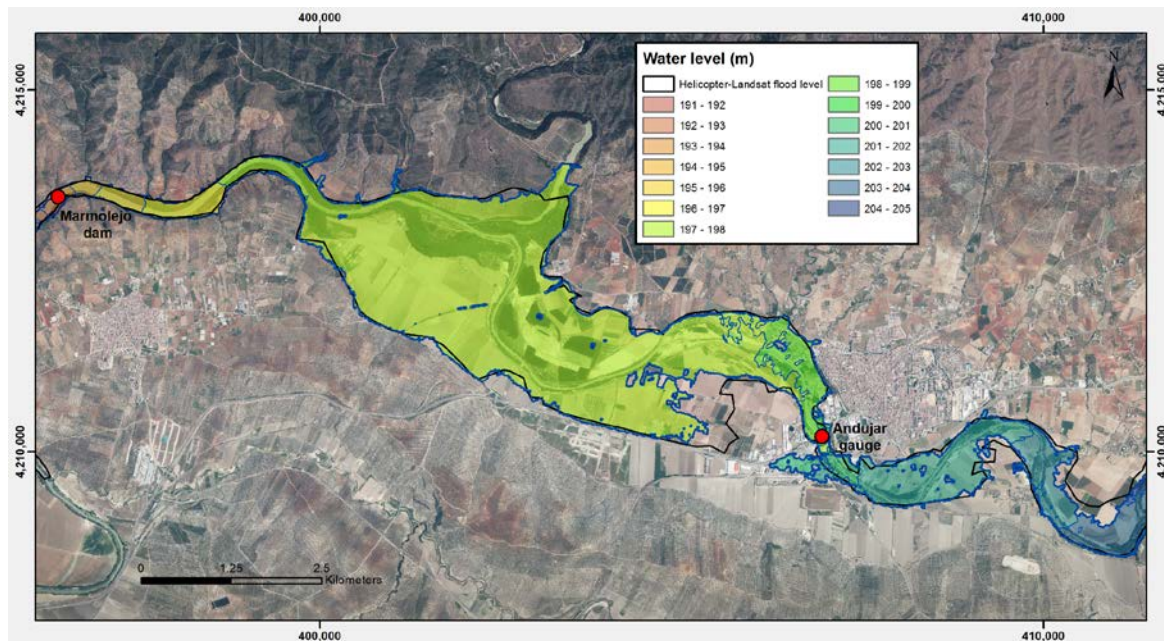 400,000
410,000
4,215,000
4,215,000
Water level (m)
Helicopter-Landsat flood level
191 - 192
192 - 193
193 - 194
194 - 195
195 - 196
196 - 197
197 - 198
198 - 199
199 - 200
200 - 201
201 - 202
202 - 203
203 - 204
204 - 205
N
Marmolejo
dam
Andujar
gauge
4,210,000
4,210,000
0 1.25 2.5
Kilometers
400,000
410,000